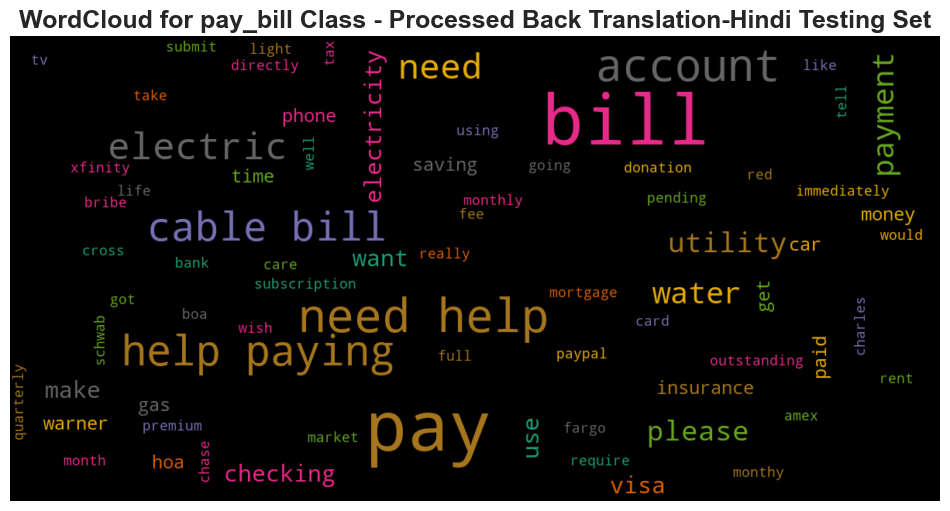 WordCloud for pay_bill Class - Processed Back Translation-Hindi Testing Set
submit
light
tax
tv
directly
need
account
like
take
electricity
bill
tell
payment
phone
electric
using
well
saving
going
donation
xfinity
time
red
life
immediately
bribe
monthly
pending
fee
money
cable bill
would
cross
utility
car
want
really
bank
care
subscription
mortgage
water
get
got
need help
boa
card
charles
wish
schwab
help paying
full
paypal
outstanding
paid
quarterly
rent
make
insurance
gas
pay
amex
warner
premium
market
use
fargo
please
month
hoa
chase
checking
require
monthy
visa